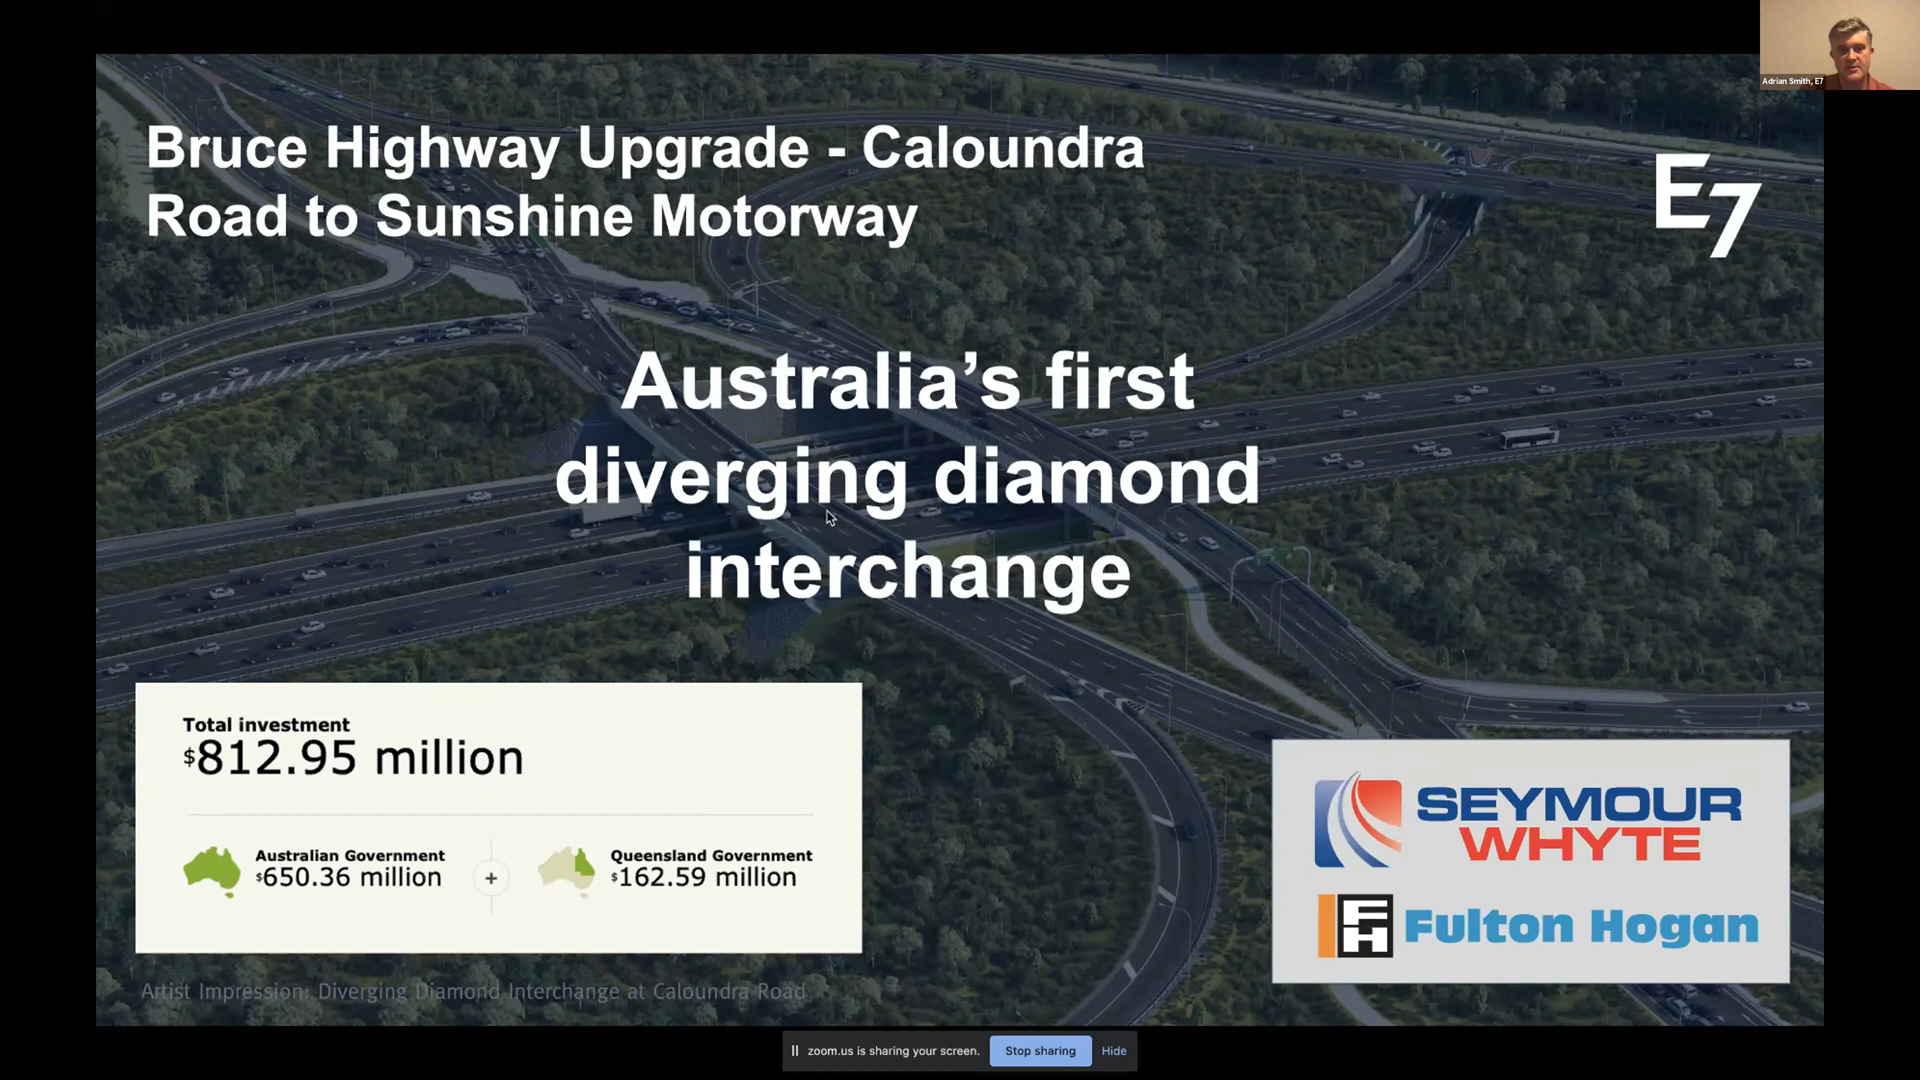 Adrian Smith, E7
Bruce Highway Upgrade - Caloundra
Road to Sunshine Motorway
E7
Australia’s first
diverging diamond
interchange
Total investment
$812.95 million
Australian Government
$650.36 million
+
Queensland Government
$162.59 million
SEYMOUR
WHYTE
FH Fulton Hogan
Artist Impression: Diverging Diamond Interchange at Caloundra Road
zoom.us is sharing your screen. Stop sharing Hide